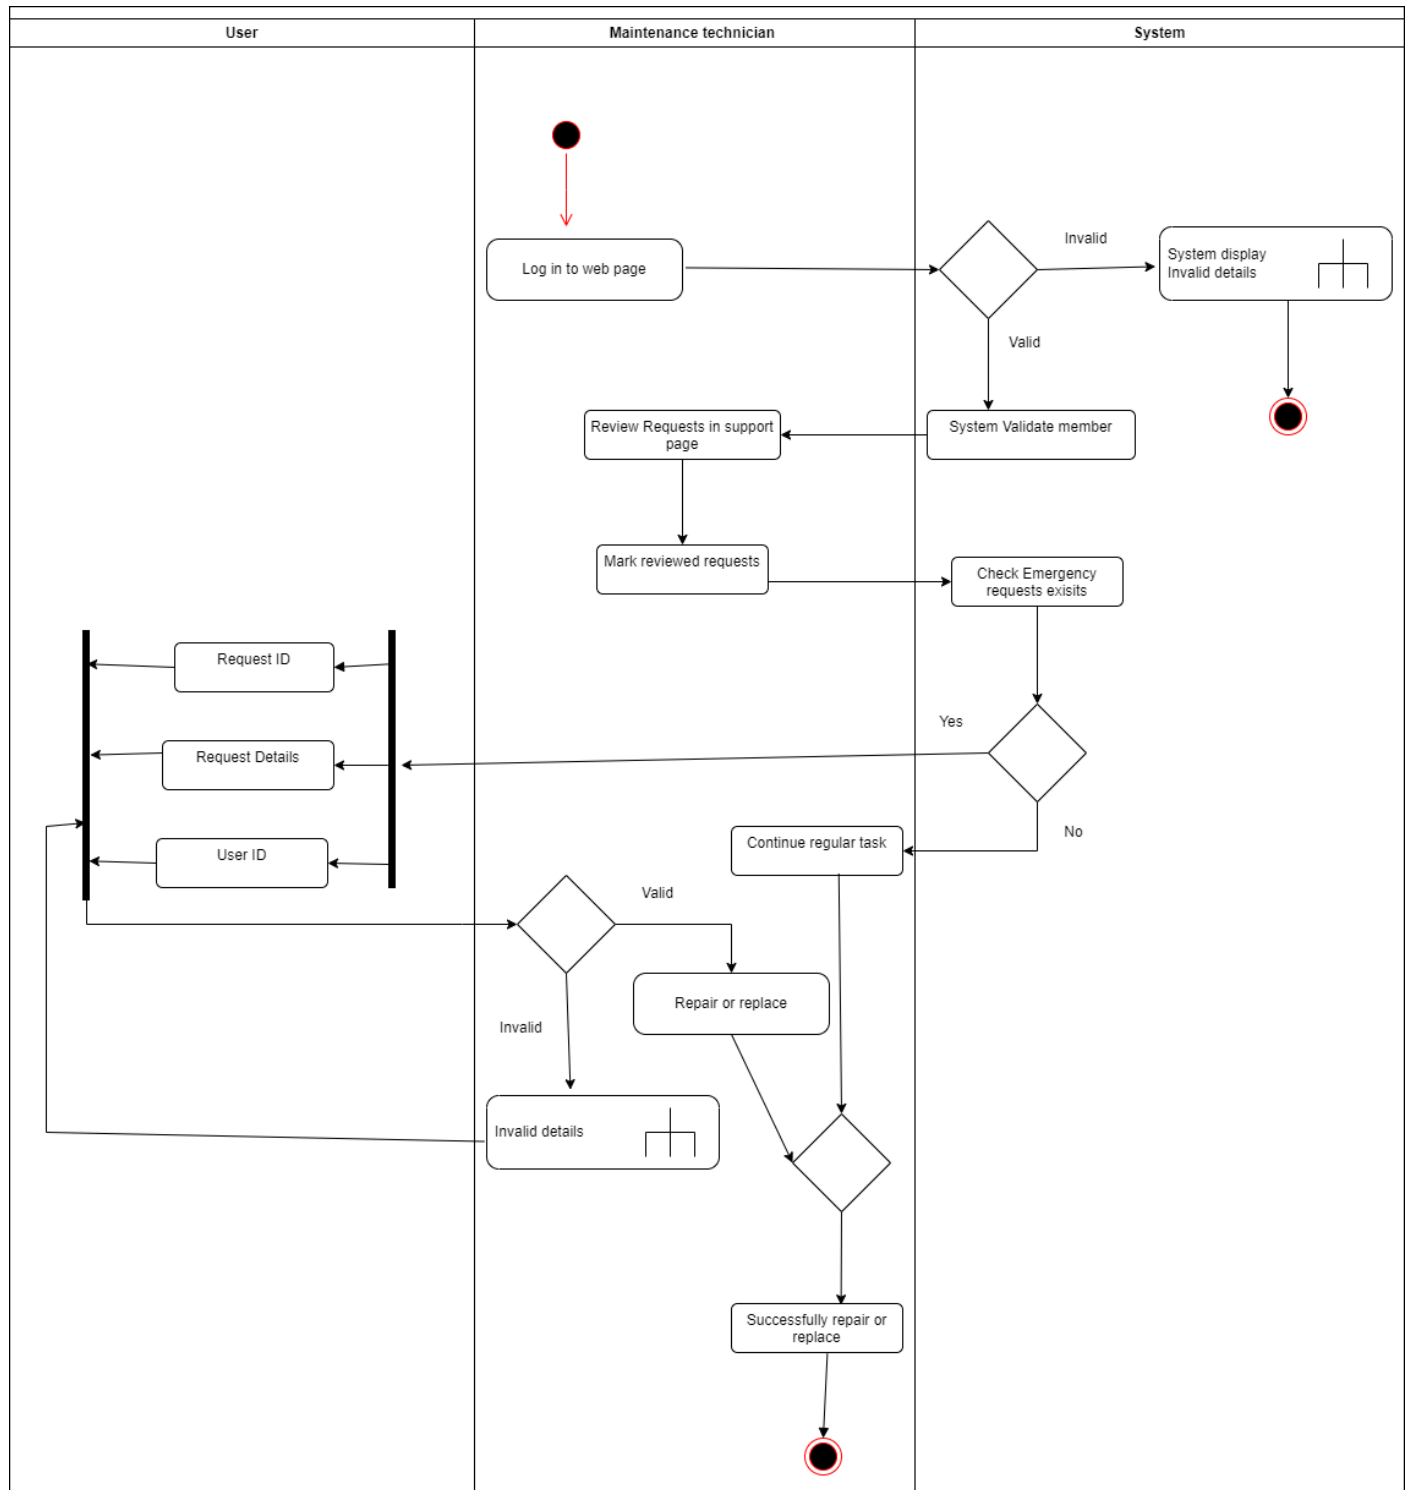 User
Maintenance technician
System
Log in to web page
Invalid
System display
Invalid details
Valid
Review Requests in support
page
System Validate member
Mark reviewed requests
Check Emergency
requests exisits
Request ID
Yes
Request Details
No
Continue regular task
User ID
Valid
Repair or replace
Invalid
Invalid details
Successfully repair or
replace